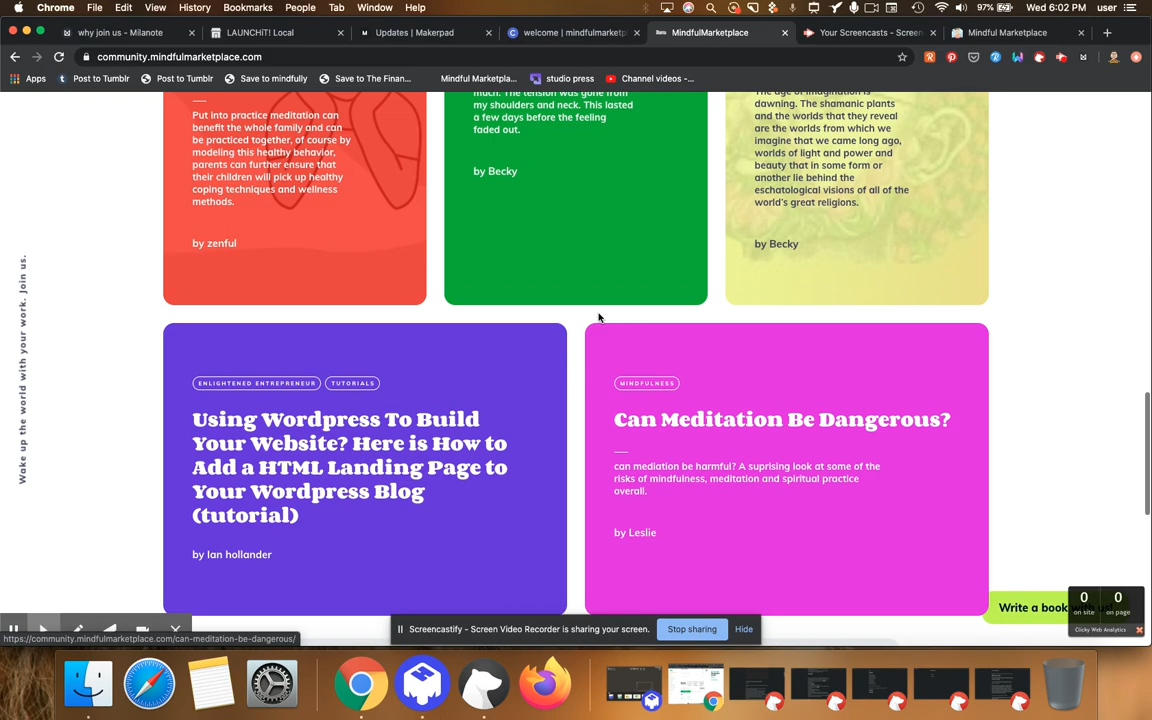 Chrome File Edit View History Bookmarks People Tab Window Help 97% Wed 6:02 PM user
why join us - Milanote
LAUNCHiT! Local
Updates | Makerpad
welcome | mindfulmarketp
MindfulMarketplace
Your Screencasts - Screen
Mindful Marketplace
community.mindfulmarketplace.com
Apps Post to Tumblr Post to Tumblr Save to mindfully Save to The Finan... Mindful Marketpla... studio press Channel videos -...
Put into practice meditation can
benefit the whole family and can
be practiced together, of course by
modeling this healthy behavior,
parents can further ensure that
their children will pick up healthy
coping techniques and wellness
methods.
by zenful
much. The tension was gone from
my shoulders and neck. This lasted
a few days before the feeling
faded out.
by Becky
The age of imagination is
dawning. The shamanic plants
and the worlds that they reveal
are the worlds from which we
imagine that we came long ago,
worlds of light and power and
beauty that in some form or
another lie behind the
eschatological visions of all of the
world's great religions.
by Becky
Wake up the world with your work. Join us.
ENLIGHTENED ENTREPRENEUR TUTORIALS
Using Wordpress To Build
Your Website? Here is How to
Add a HTML Landing Page to
Your Wordpress Blog
(tutorial)
by Ian hollander
MINDFULNESS
Can Meditation Be Dangerous?
can mediation be harmful? A suprising look at some of the
risks of mindfulness, meditation and spiritual practice
overall.
by Leslie
Write a book with us!
0 0
on site on page
Clicky Web Analytics
Screencastify - Screen Video Recorder is sharing your screen. Stop sharing Hide
https://community.mindfulmarketplace.com/can-meditation-be-dangerous/